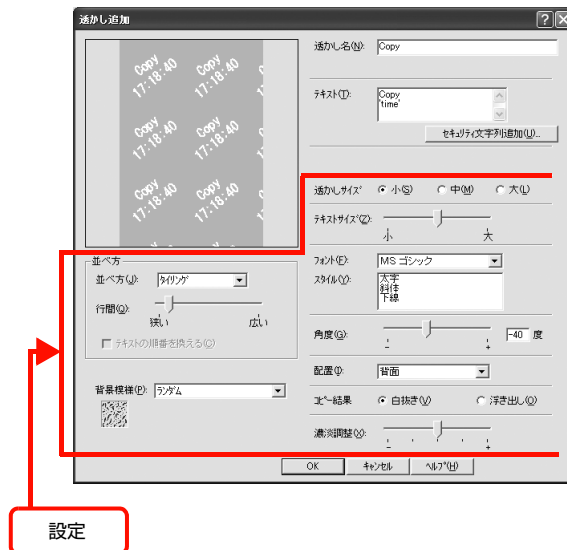 透かし追加
Copy
17:18:40
Copy
17:18:40
Copy
17:18:40
Copy
17:18:40
Copy
17:18:40
Copy
17:18:40
透かし名(N):
Copy
テキスト(T):
Copy
'time'
セキュリティ文字列追加(U)...
透かしサイズ 小(S) 中(M) 大(L)
テキストサイズ(Z):
小 大
フォント(F): MS ゴシック
スタイル(Y): 太字
斜体
下線
角度(G): -40 度
- +
配置(I): 背面
コピー結果 白抜き(V) 浮き出し(O)
濃淡調整(X):
- +
並べ方
並べ方(J): タイリング
行間(Q):
狭い 広い
テキストの順番を換える(C)
背景模様(P): ランダム
OK キャンセル ヘルプ(H)
設定